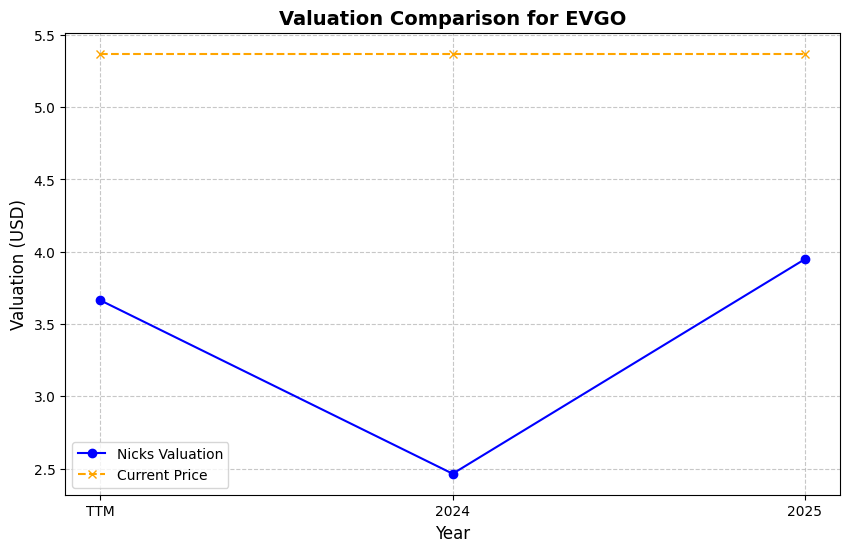 Valuation Comparison for EVGO
Valuation (USD)
5.5
5.0
4.5
4.0
3.5
3.0
2.5
Nicks Valuation
Current Price
TTM
2024
2025
Year